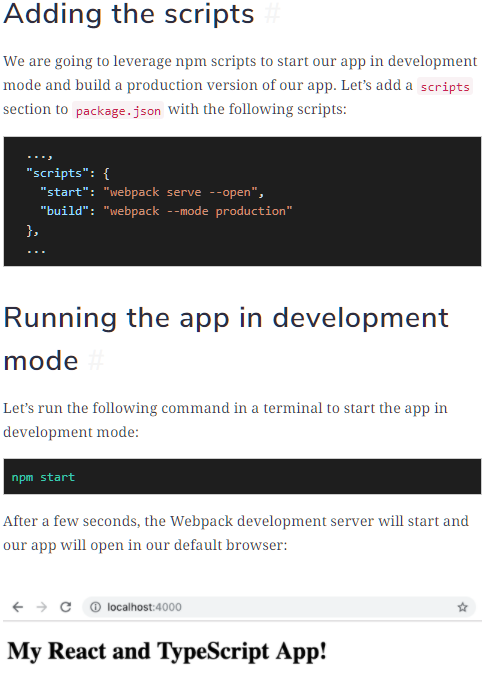 Adding the scripts #
We are going to leverage npm scripts to start our app in development
mode and build a production version of our app. Let’s add a scripts
section to package.json with the following scripts:
...,
"scripts": {
"start": "webpack serve --open",
"build": "webpack --mode production"
},
...
Running the app in development
mode #
Let’s run the following command in a terminal to start the app in
development mode:
npm start
After a few seconds, the Webpack development server will start and
our app will open in our default browser:
localhost:4000
My React and TypeScript App!